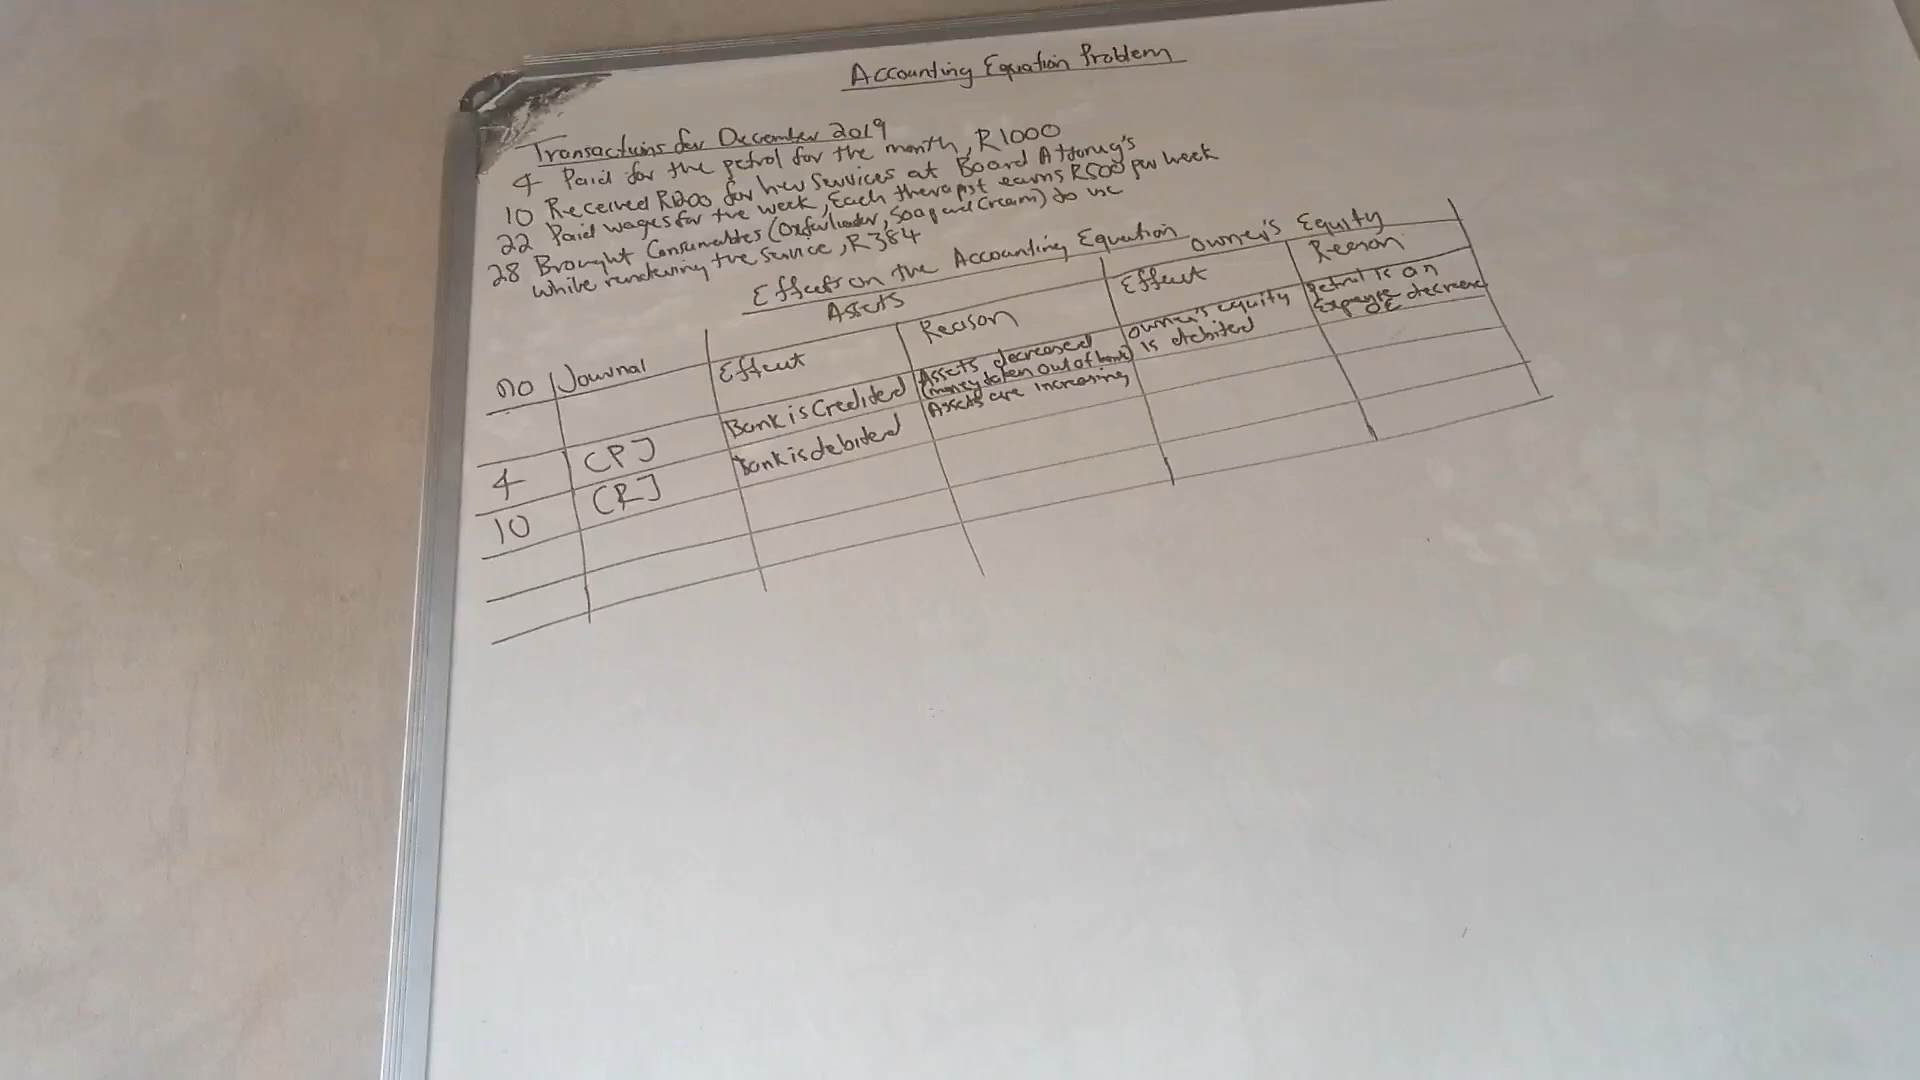 Accounting Equation Problem
Transactions for December 2019
4 Paid for the petrol for the month, R1000
10 Received R1200 for her services at Board Attorney's
22 Paid wages for the week, Each therapist earns R500 per week
28 Brought Consumables (, Soap and Cream) to use
while rendering the service, R384
Effects on the Accounting Equation
Assets Owner's Equity
no Journal Effect Reason Effect Reason
4 CPJ Bank is Credited Assets decreased (money taken out of bank) Owner's equity is debited Petrol is an Expense OE decrease
10 CRJ Bank is debited Assets are increasing